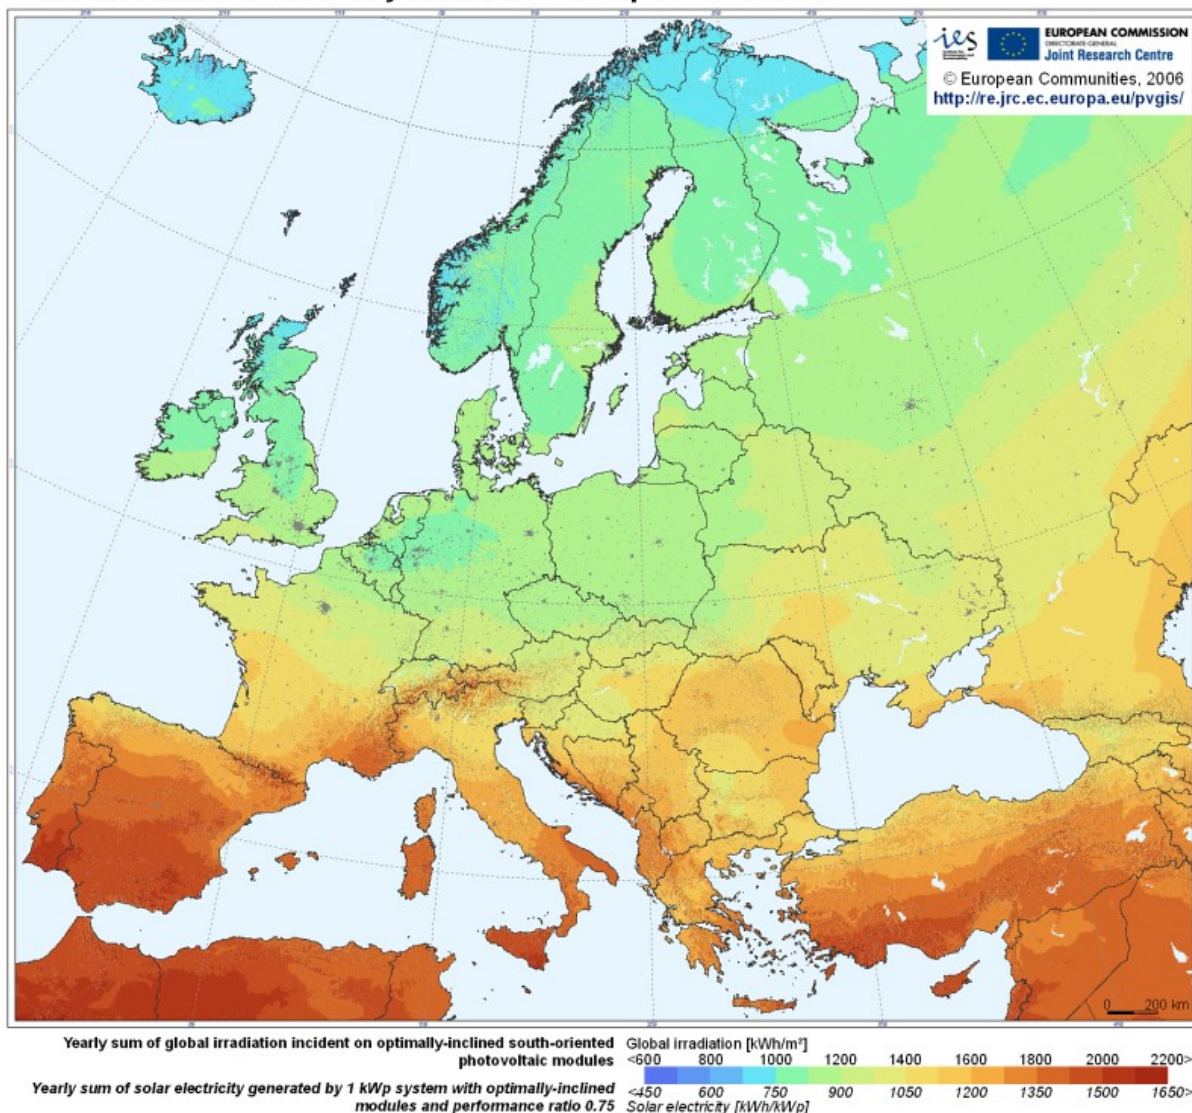 EUROPEAN COMMISSION
DIRECTORATE-GENERAL
Joint Research Centre
© European Communities, 2006
http://re.jrc.ec.europa.eu/pvgis/
0 200 km
Yearly sum of global irradiation incident on optimally-inclined south-oriented
photovoltaic modules
Global irradiation [kWh/m²]
<600 800 1000 1200 1400 1600 1800 2000 2200>
Yearly sum of solar electricity generated by 1 kWp system with optimally-inclined
modules and performance ratio 0.75
<450 600 750 900 1050 1200 1350 1500 1650>
Solar electricity [kWh/kWp]